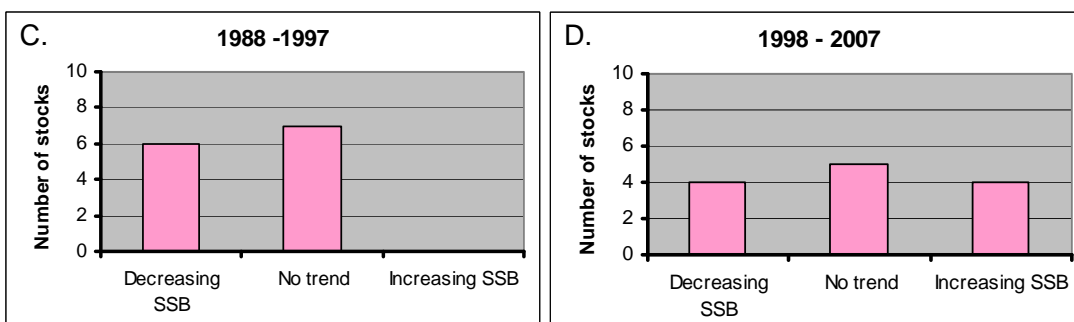 C.
1988 -1997
Number of stocks
10
8
6
4
2
0
Decreasing
SSB
No trend
Increasing SSB
D.
1998 - 2007
Number of stocks
10
8
6
4
2
0
Decreasing
SSB
No trend
Increasing SSB